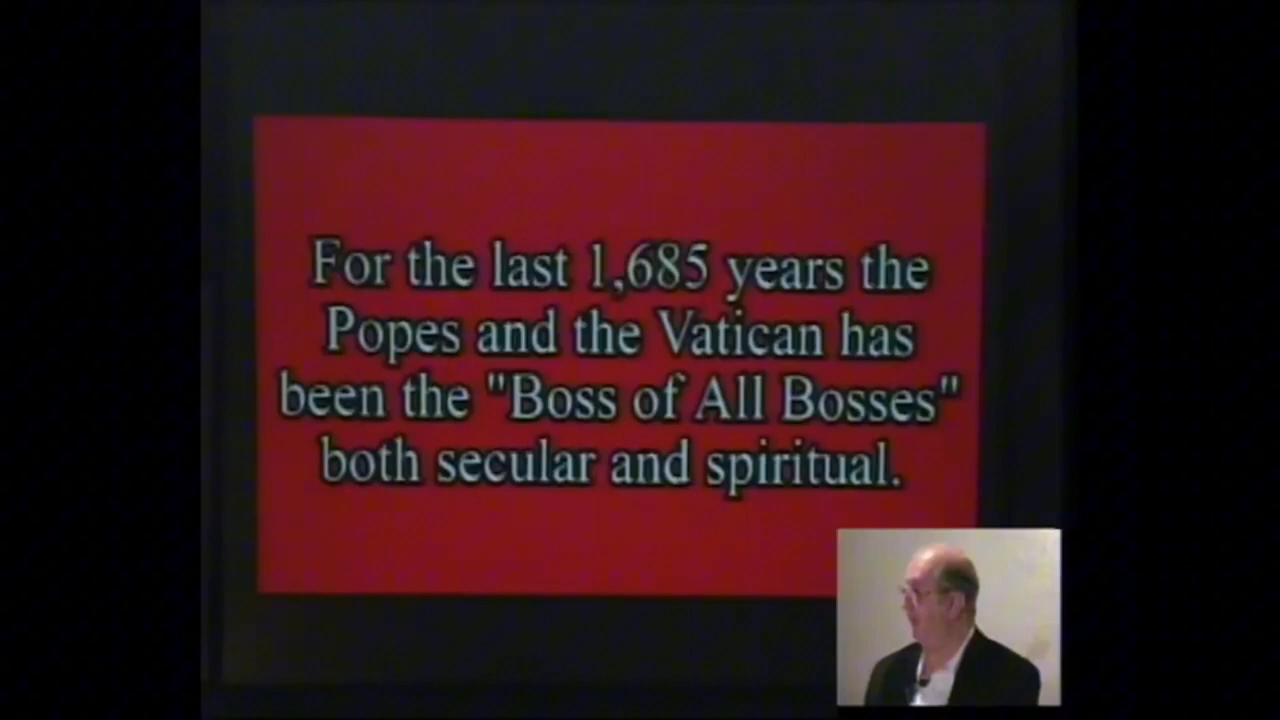 For the last 1,685 years the
Popes and the Vatican has
been the "Boss of All Bosses"
both secular and spiritual.